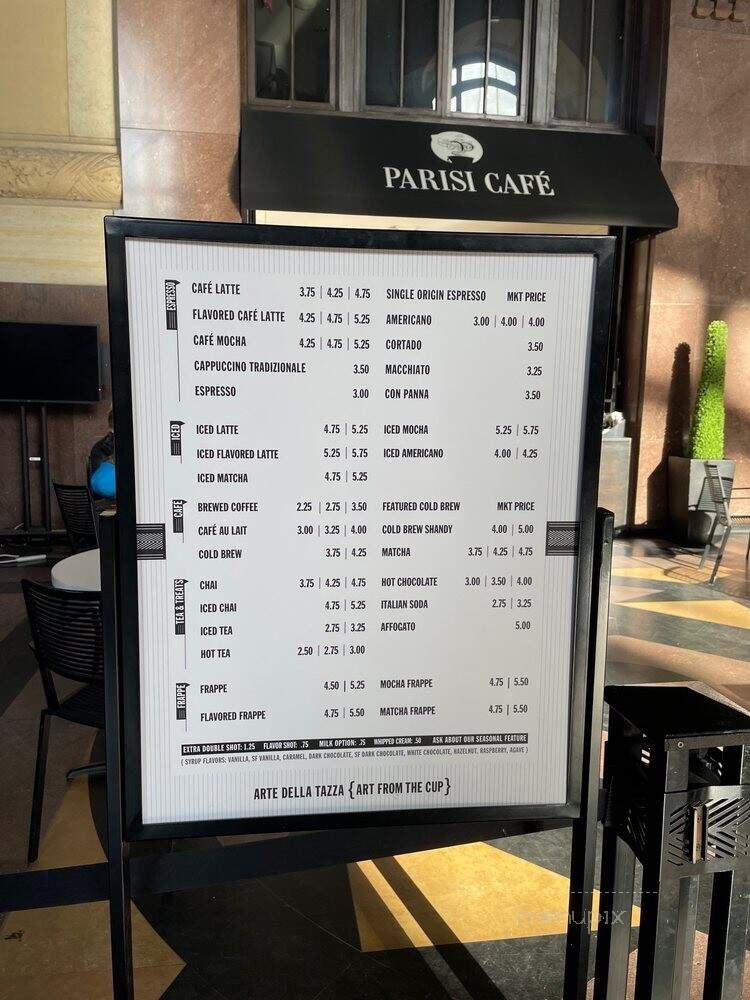 PARISI CAFÉ
ESPRESSO
CAFÉ LATTE 3.75 | 4.25 | 4.75
FLAVORED CAFÉ LATTE 4.25 | 4.75 | 5.25
CAFÉ MOCHA 4.25 | 4.75 | 5.25
CAPPUCCINO TRADIZIONALE 3.50
ESPRESSO 3.00
SINGLE ORIGIN ESPRESSO MKT PRICE
AMERICANO 3.00 | 4.00 | 4.00
CORTADO 3.50
MACCHIATO 3.25
CON PANNA 3.50
ICED
ICED LATTE 4.75 | 5.25
ICED FLAVORED LATTE 5.25 | 5.75
ICED MATCHA 4.75 | 5.25
ICED MOCHA 5.25 | 5.75
ICED AMERICANO 4.00 | 4.25
CAFÉ
BREWED COFFEE 2.25 | 2.75 | 3.50
CAFÉ AU LAIT 3.00 | 3.25 | 4.00
COLD BREW 3.75 | 4.25
FEATURED COLD BREW MKT PRICE
COLD BREW SHANDY 4.00 | 5.00
MATCHA 3.75 | 4.25 | 4.75
TEA & TREATS
CHAI 3.75 | 4.25 | 4.75
ICED CHAI 4.75 | 5.25
ICED TEA 2.75 | 3.25
HOT TEA 2.50 | 2.75 | 3.00
HOT CHOCOLATE 3.00 | 3.50 | 4.00
ITALIAN SODA 2.75 | 3.25
AFFOGATO 5.00
FRAPPE
FRAPPE 4.50 | 5.25
FLAVORED FRAPPE 4.75 | 5.50
MOCHA FRAPPE 4.75 | 5.50
MATCHA FRAPPE 4.75 | 5.50
EXTRA DOUBLE SHOT: 1.25 FLAVOR SHOT: .75 MILK OPTION: .75 WHIPPED CREAM: .50 ASK ABOUT OUR SEASONAL FEATURE
( SYRUP FLAVORS: VANILLA, SF VANILLA, CARAMEL, DARK CHOCOLATE, SF DARK CHOCOLATE, WHITE CHOCOLATE, HAZELNUT, RASPBERRY, AGAVE )
ARTE DELLA TAZZA {ART FROM THE CUP}
menupix